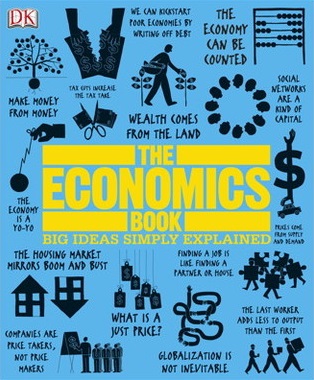 DK
WE CAN KICKSTART
POOR ECONOMIES BY
WRITING OFF DEBT
THE
ECONOMY
CAN BE
COUNTED
MAKE MONEY
FROM MONEY
TAX CUTS INCREASE
THE TAX TAKE
WEALTH COMES
FROM THE LAND
SOCIAL
NETWORKS ARE
A KIND OF
CAPITAL
THE
ECONOMICS
BOOK
BIG IDEAS SIMPLY EXPLAINED
THE
ECONOMY IS
A YO-YO
$
PRICES COME
FROM SUPPLY
AND DEMAND
THE HOUSING MARKET
MIRRORS BOOM AND BUST
FINDING A JOB IS
LIKE FINDING A
PARTNER OR HOUSE
WHAT IS A
JUST PRICE?
THE LAST WORKER
ADDS LESS TO OUTPUT
THAN THE FIRST
COMPANIES ARE
PRICE TAKERS,
NOT PRICE
MAKERS
GLOBALIZATION IS
NOT INEVITABLE